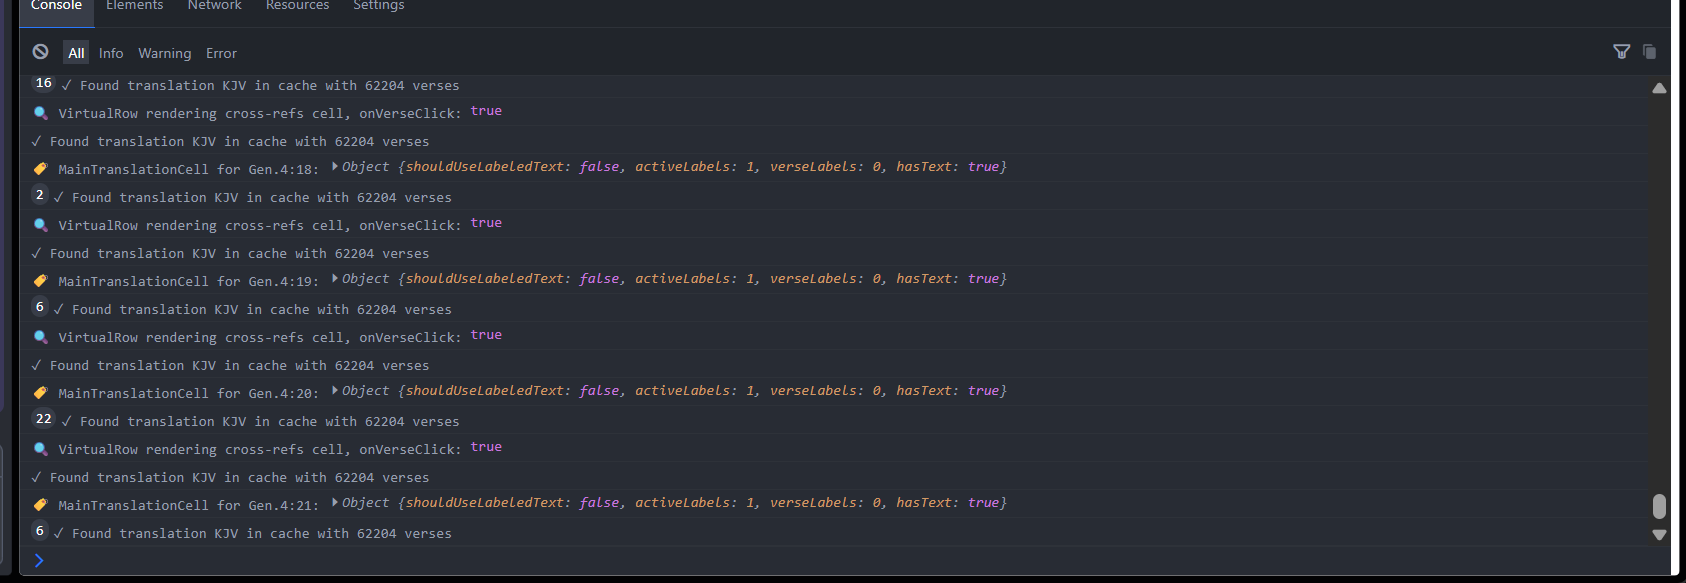 Console Elements Network Resources Settings
All Info Warning Error
16 ✓ Found translation KJV in cache with 62204 verses
🔍 VirtualRow rendering cross-refs cell, onVerseClick: true
✓ Found translation KJV in cache with 62204 verses
🏷️ MainTranslationCell for Gen.4:18: ▶Object {shouldUseLabeledText: false, activeLabels: 1, verseLabels: 0, hasText: true}
2 ✓ Found translation KJV in cache with 62204 verses
🔍 VirtualRow rendering cross-refs cell, onVerseClick: true
✓ Found translation KJV in cache with 62204 verses
🏷️ MainTranslationCell for Gen.4:19: ▶Object {shouldUseLabeledText: false, activeLabels: 1, verseLabels: 0, hasText: true}
6 ✓ Found translation KJV in cache with 62204 verses
🔍 VirtualRow rendering cross-refs cell, onVerseClick: true
✓ Found translation KJV in cache with 62204 verses
🏷️ MainTranslationCell for Gen.4:20: ▶Object {shouldUseLabeledText: false, activeLabels: 1, verseLabels: 0, hasText: true}
22 ✓ Found translation KJV in cache with 62204 verses
🔍 VirtualRow rendering cross-refs cell, onVerseClick: true
✓ Found translation KJV in cache with 62204 verses
🏷️ MainTranslationCell for Gen.4:21: ▶Object {shouldUseLabeledText: false, activeLabels: 1, verseLabels: 0, hasText: true}
6 ✓ Found translation KJV in cache with 62204 verses